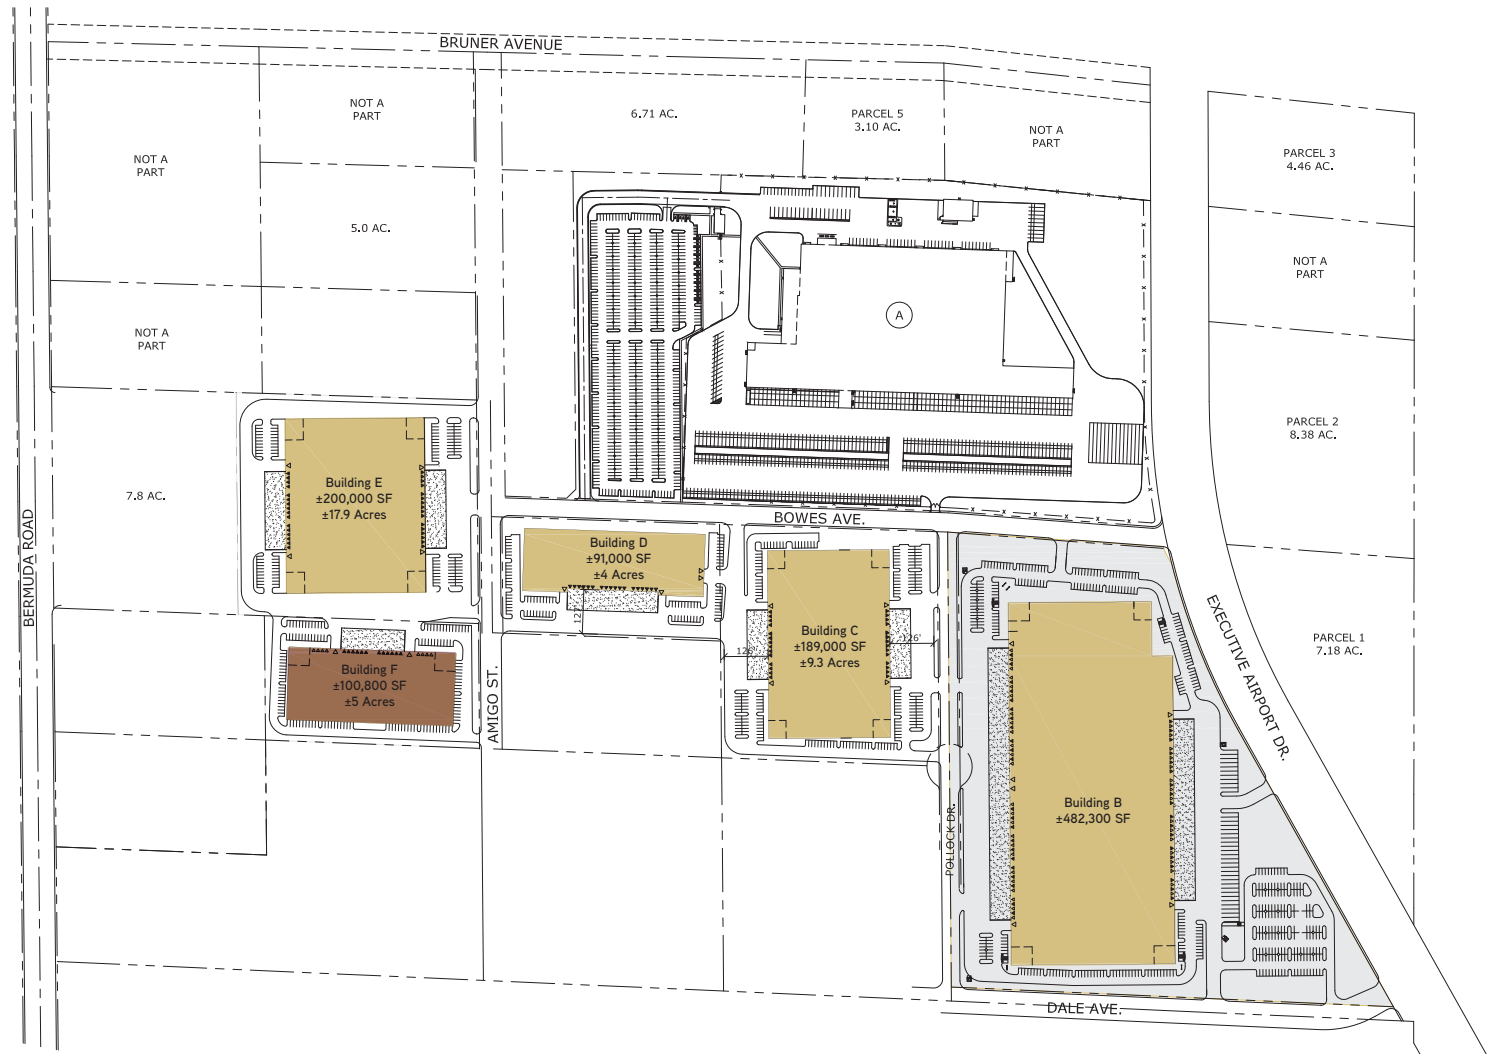 BRUNER AVENUE
NOT A
PART
NOT A
PART
6.71 AC.
PARCEL 5
3.10 AC.
NOT A
PART
PARCEL 3
4.46 AC.
5.0 AC.
NOT A
PART
NOT A
PART
A
PARCEL 2
8.38 AC.
7.8 AC.
Building E
±200,000 SF
±17.9 Acres
BOWES AVE.
BERMUDA ROAD
Building D
±91,000 SF
±4 Acres
127'
Building C
±189,000 SF
±9.3 Acres
126'
126'
EXECUTIVE AIRPORT DR.
PARCEL 1
7.18 AC.
Building F
±100,800 SF
±5 Acres
AMIGO ST.
Building B
±482,300 SF
POLLOCK DR.
DALE AVE.